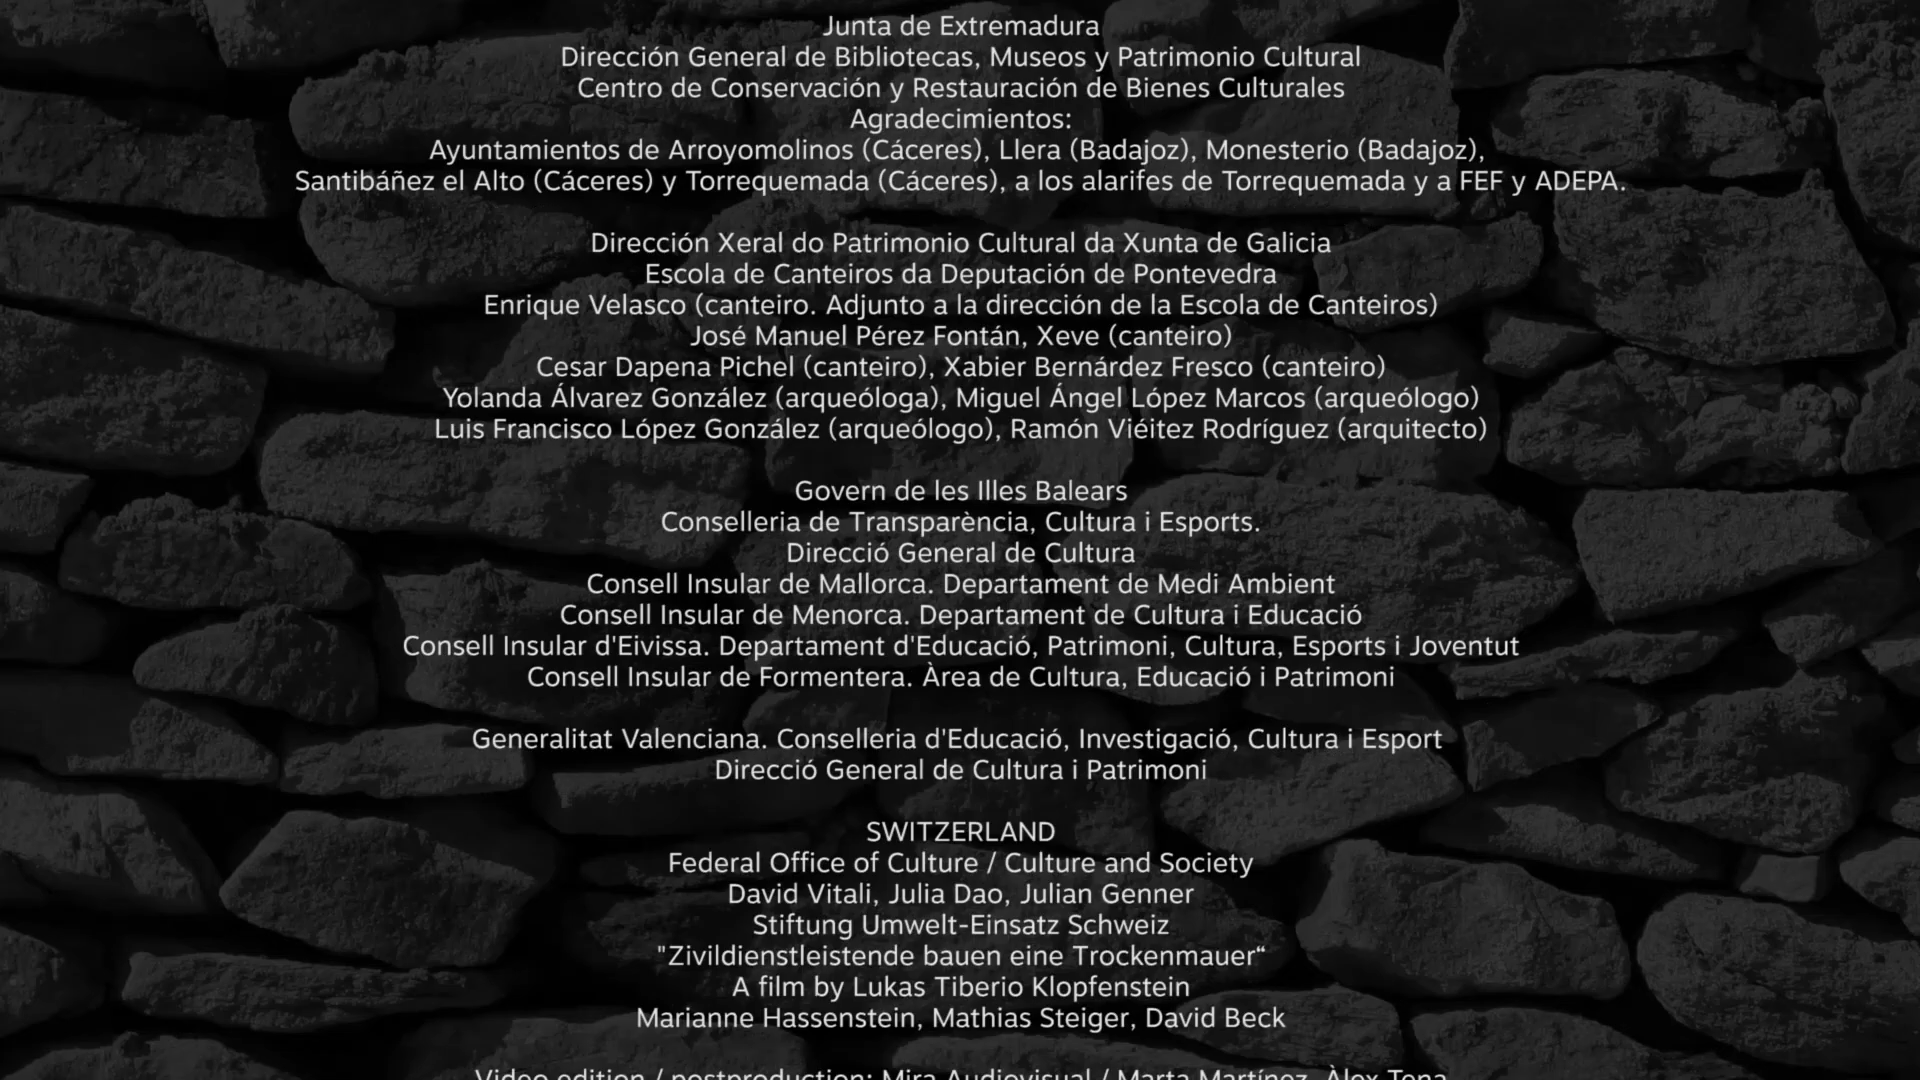 Junta de Extremadura
Dirección General de Bibliotecas, Museos y Patrimonio Cultural
Centro de Conservación y Restauración de Bienes Culturales
Agradecimientos:
Ayuntamientos de Arroyomolinos (Cáceres), Llera (Badajoz), Monesterio (Badajoz),
Santibáñez el Alto (Cáceres) y Torrequemada (Cáceres), a los alarifes de Torrequemada y a FEF y ADEPA.
Dirección Xeral do Patrimonio Cultural da Xunta de Galicia
Escola de Canteiros da Deputación de Pontevedra
Enrique Velasco (canteiro. Adjunto a la dirección de la Escola de Canteiros)
José Manuel Pérez Fontán, Xeve (canteiro)
Cesar Dapena Pichel (canteiro), Xabier Bernárdez Fresco (canteiro)
Yolanda Álvarez González (arqueóloga), Miguel Ángel López Marcos (arqueólogo)
Luis Francisco López González (arqueólogo), Ramón Viéitez Rodríguez (arquitecto)
Govern de les Illes Balears
Conselleria de Transparència, Cultura i Esports.
Direcció General de Cultura
Consell Insular de Mallorca. Departament de Medi Ambient
Consell Insular de Menorca. Departament de Cultura i Educació
Consell Insular d'Eivissa. Departament d'Educació, Patrimoni, Cultura, Esports i Joventut
Consell Insular de Formentera. Àrea de Cultura, Educació i Patrimoni
Generalitat Valenciana. Conselleria d'Educació, Investigació, Cultura i Esport
Direcció General de Cultura i Patrimoni
SWITZERLAND
Federal Office of Culture / Culture and Society
David Vitali, Julia Dao, Julian Genner
Stiftung Umwelt-Einsatz Schweiz
"Zivildienstleistende bauen eine Trockenmauer“
A film by Lukas Tiberio Klopfenstein
Marianne Hassenstein, Mathias Steiger, David Beck
Video edition / postproduction: Mira Audiovisual / Marta Martínez, Àlex Tena